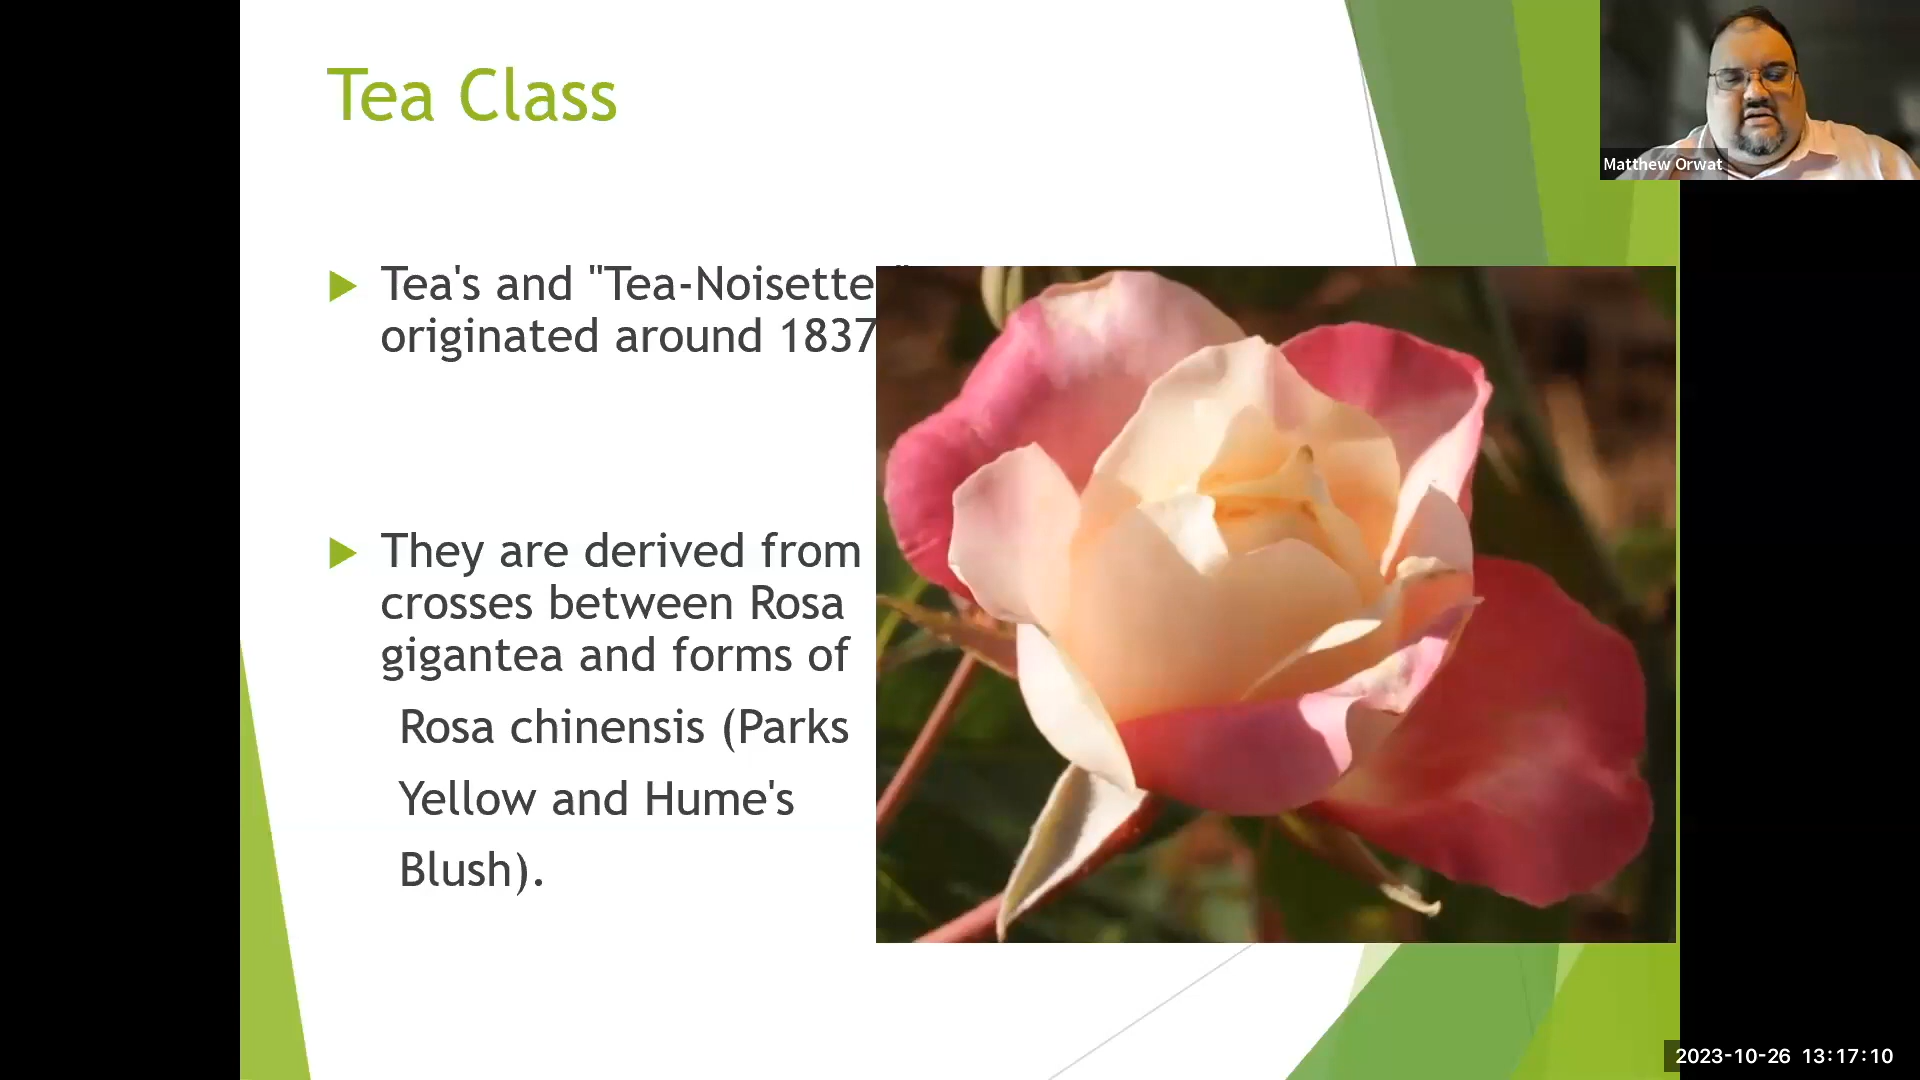 Tea Class
Tea's and "Tea-Noisette
originated around 1837
They are derived from
crosses between Rosa
gigantea and forms of
Rosa chinensis (Parks
Yellow and Hume's
Blush).
Matthew Orwat
2023-10-26 13:17:10